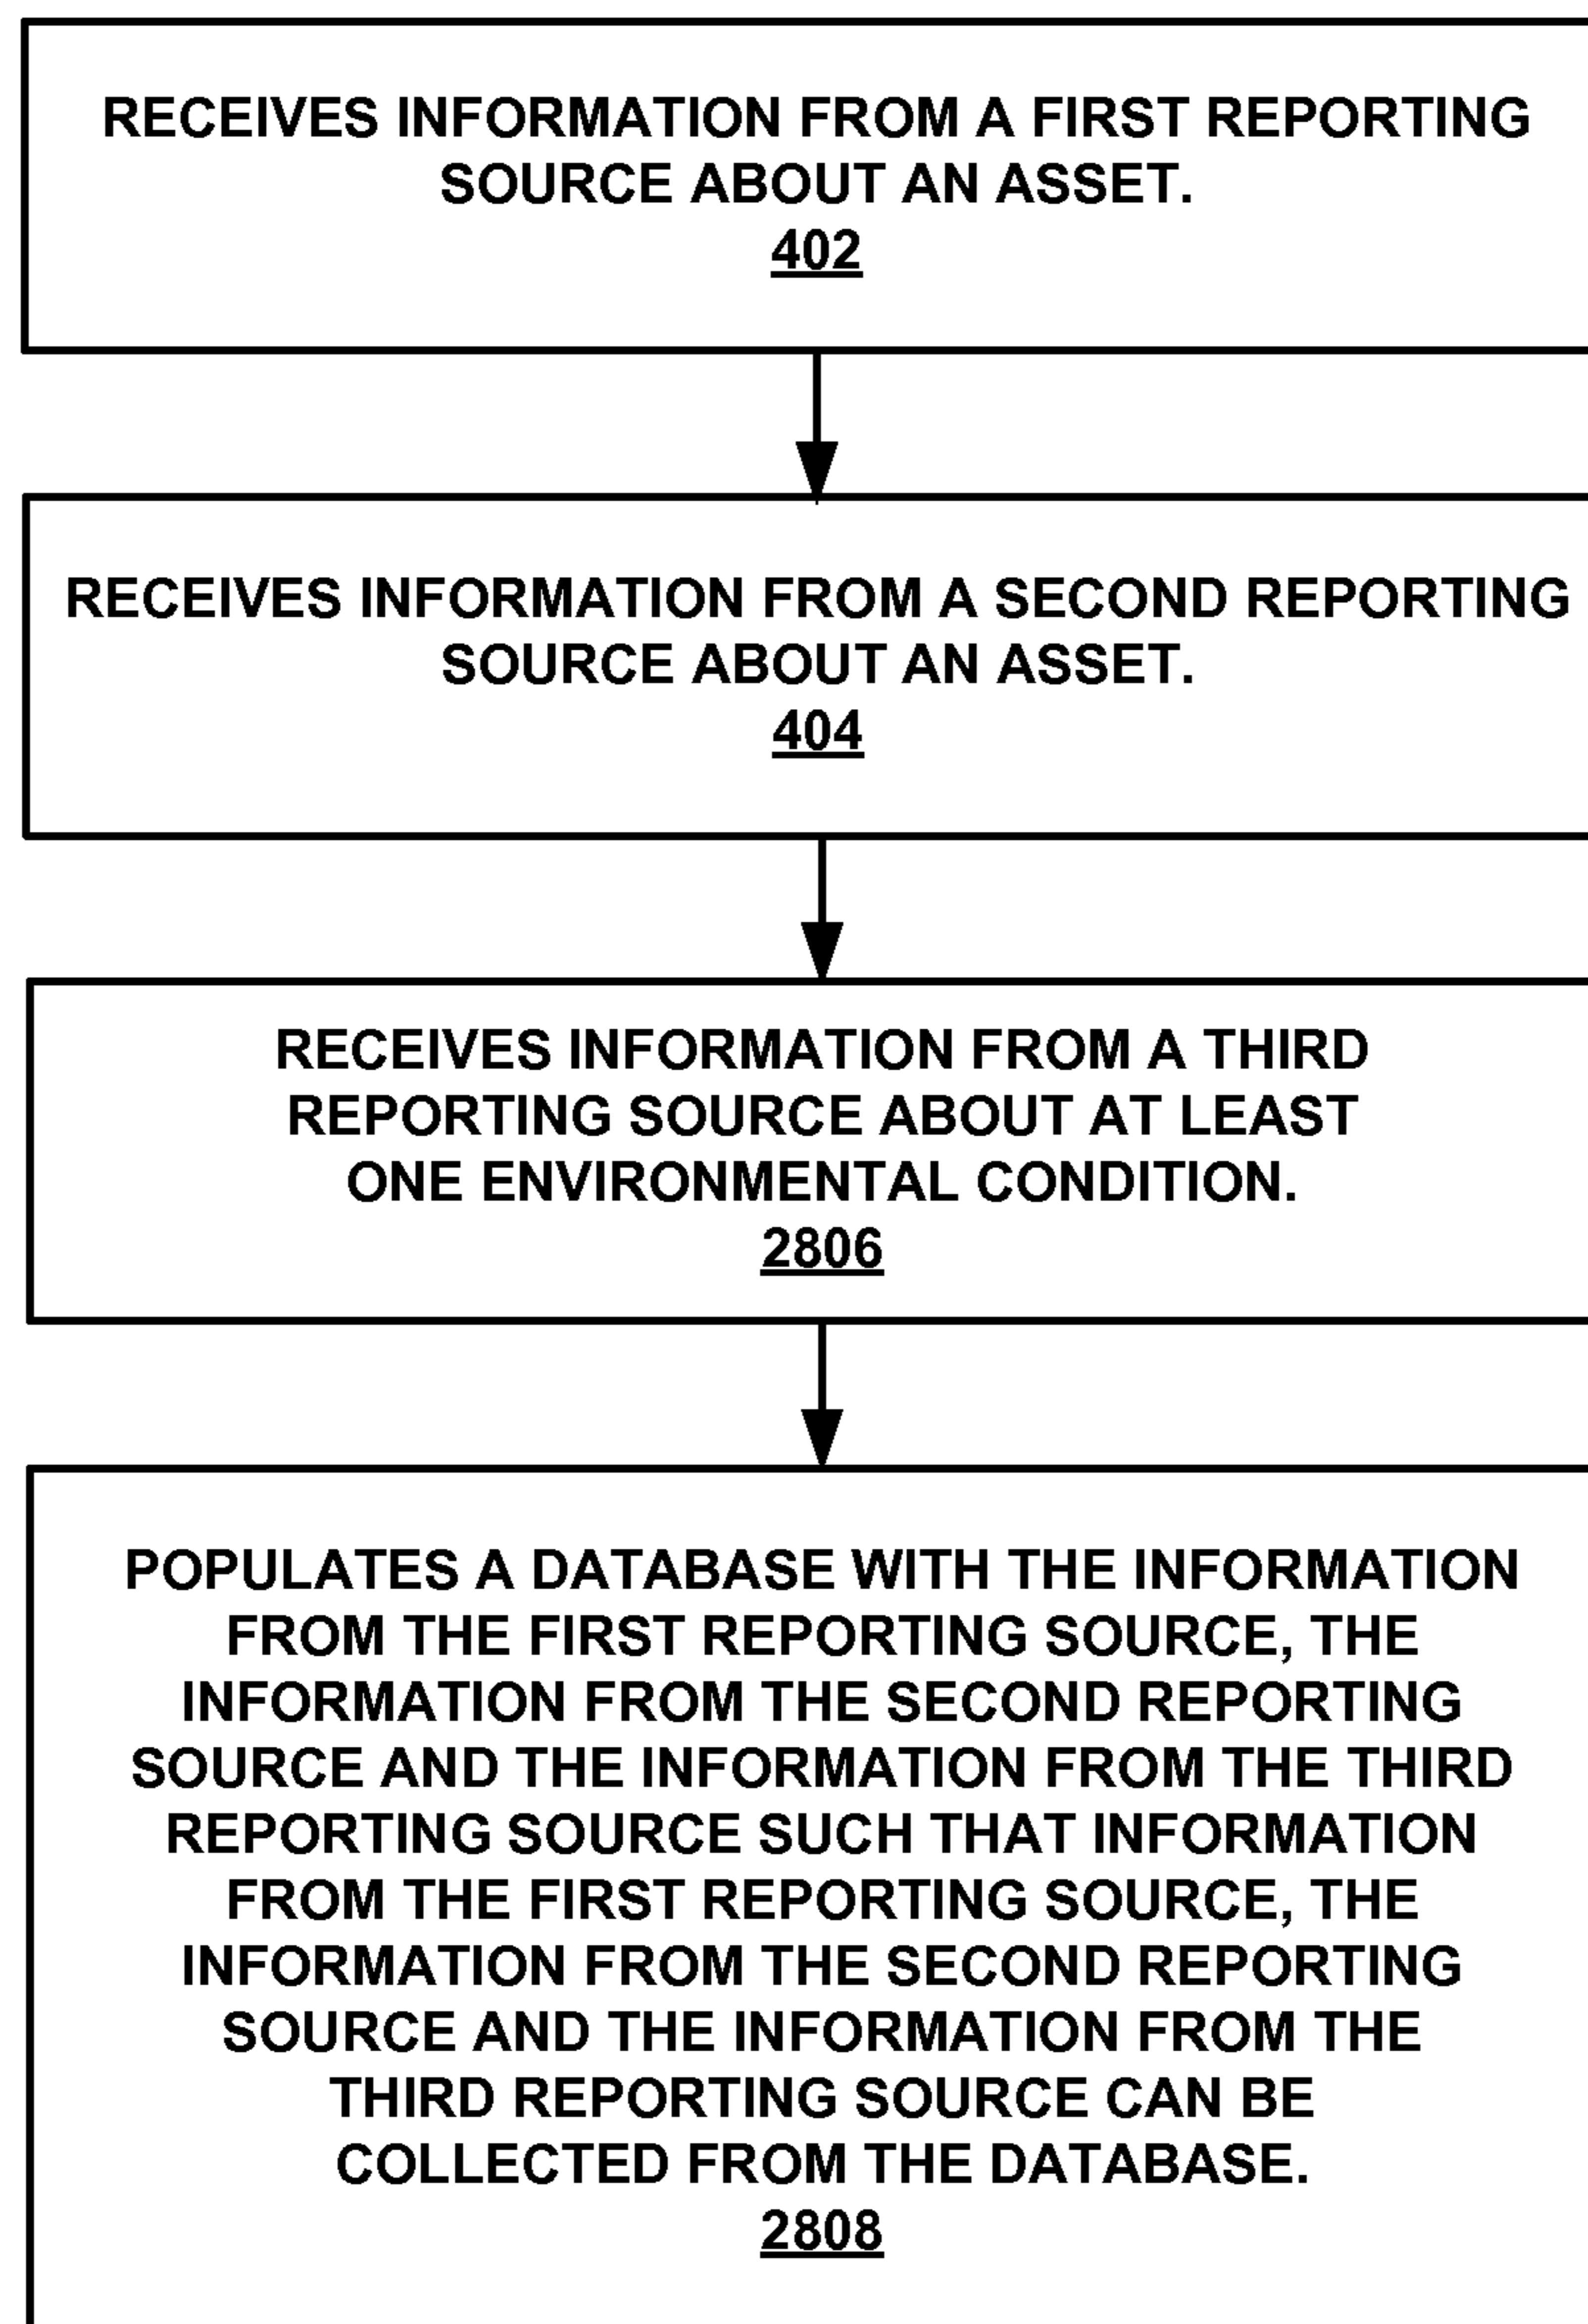 RECEIVES INFORMATION FROM A FIRST REPORTING
SOURCE ABOUT AN ASSET.
402
RECEIVES INFORMATION FROM A SECOND REPORTING
SOURCE ABOUT AN ASSET.
404
RECEIVES INFORMATION FROM A THIRD
REPORTING SOURCE ABOUT AT LEAST
ONE ENVIRONMENTAL CONDITION.
2806
POPULATES A DATABASE WITH THE INFORMATION
FROM THE FIRST REPORTING SOURCE, THE
INFORMATION FROM THE SECOND REPORTING
SOURCE AND THE INFORMATION FROM THE THIRD
REPORTING SOURCE SUCH THAT INFORMATION
FROM THE FIRST REPORTING SOURCE, THE
INFORMATION FROM THE SECOND REPORTING
SOURCE AND THE INFORMATION FROM THE
THIRD REPORTING SOURCE CAN BE
COLLECTED FROM THE DATABASE.
2808